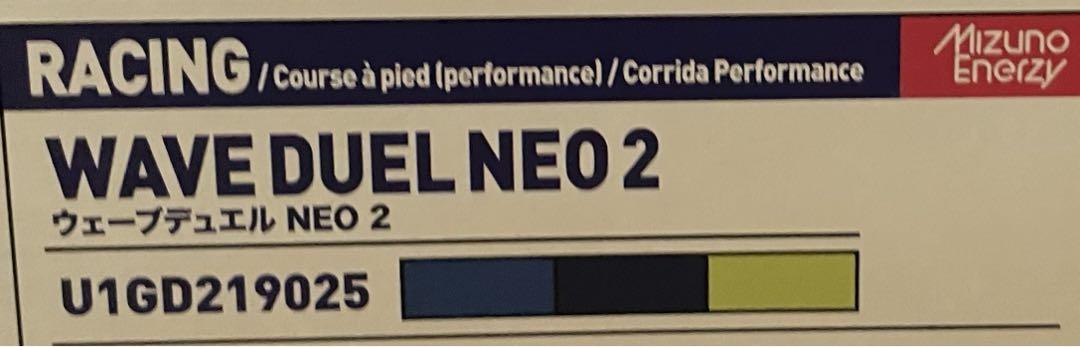 RACING / Course à pied (performance) / Corrida Performance
Mizuno
Enerzy
WAVE DUEL NEO 2
ウェーブデュエル NEO 2
U1GD219025